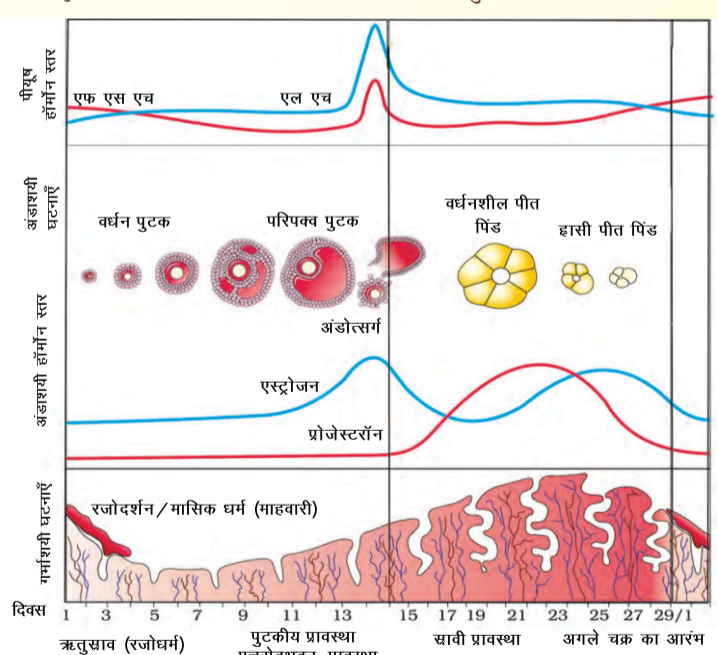 पीयूष
हॉर्मोन स्तर
एफ एस एच
एल एच
अंडाशयी
घटनाएँ
वर्धन पुटक
परिपक्व पुटक
वर्धनशील पीत
पिंड
ह्रासी पीत पिंड
अंडोत्सर्ग
अंडाशयी हॉर्मोन स्तर
एस्ट्रोजन
प्रोजेस्टरॉन
गर्भाशयी घटनाएँ
रजोदर्शन/मासिक धर्म (माहवारी)
दिवस 1 3 5 7 9 11 13 15 17 19 21 23 25 27 29/1
ऋतुस्राव (रजोधर्म)
पुटकीय प्रावस्था
स्रावी प्रावस्था
अगले चक्र का आरंभ